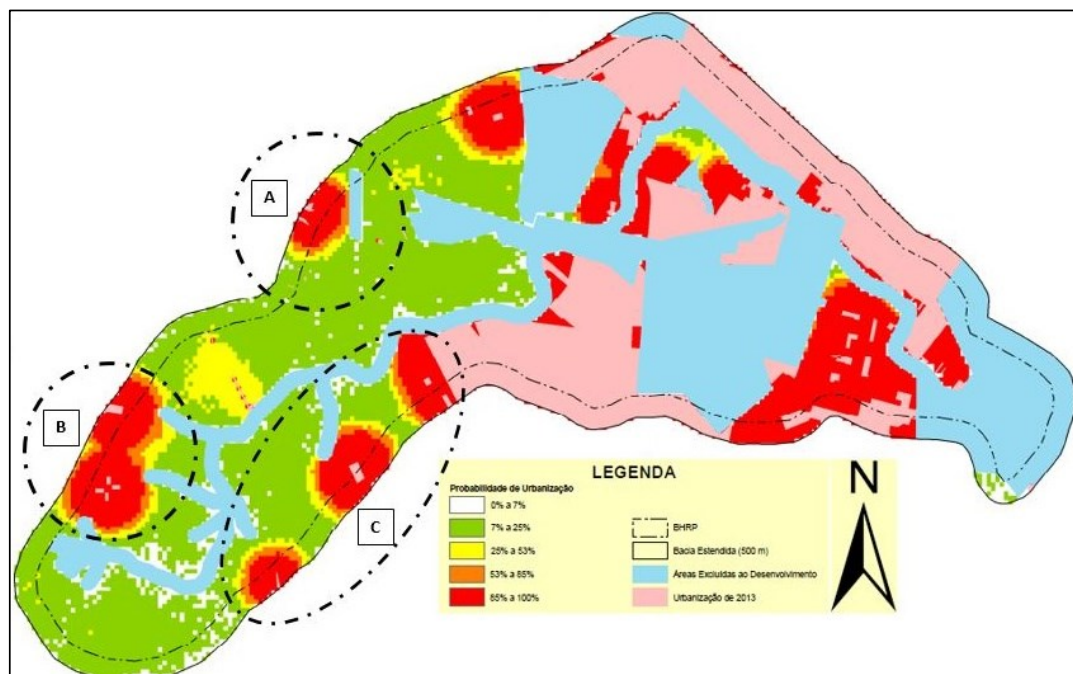 A
B
C
LEGENDA
N
Probabilidade de Urbanização
0% a 7%
7% a 25%
25% a 53%
53% a 85%
85% a 100%
BHRP
Bacia Estendida (500 m)
Áreas Excluídas ao Desenvolvimento
Urbanização de 2013